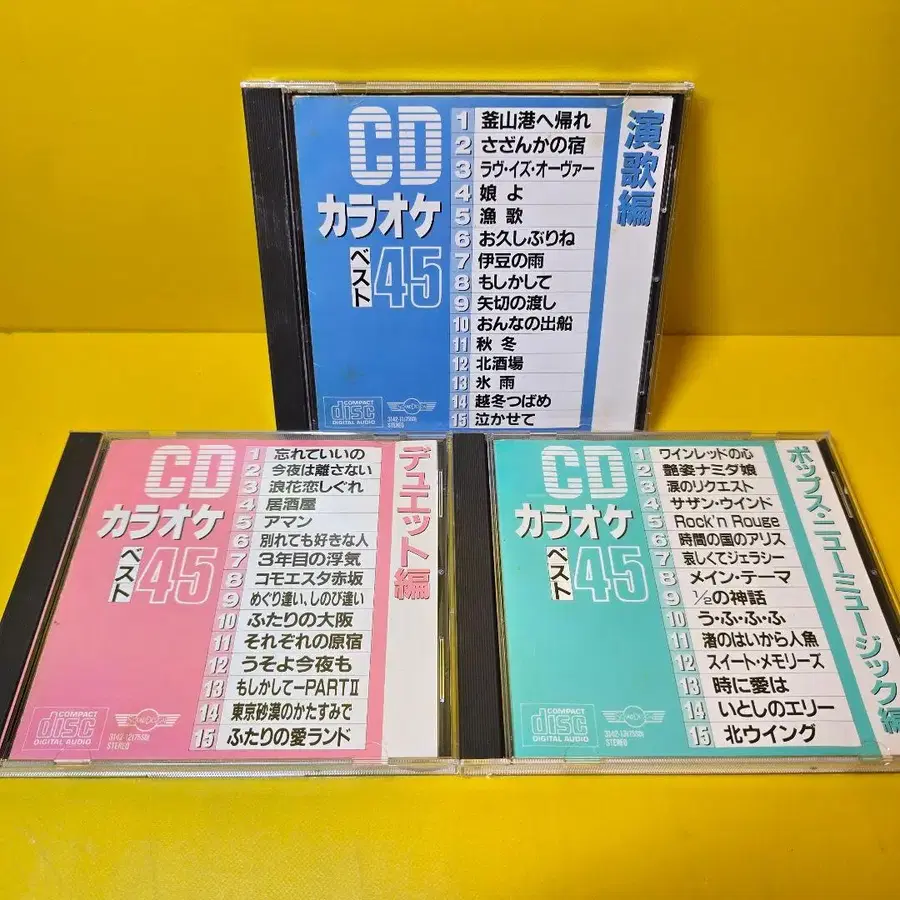 CD
カラオケ
ベスト
45
演歌編
1 釜山港へ帰れ
2 さざんかの宿
3 ラヴ・イズ・オーヴァー
4 娘よ
5 漁歌
6 お久しぶりね
7 伊豆の雨
8 もしかして
9 矢切の渡し
10 おんなの出船
11 秋冬
12 北酒場
13 氷雨
14 越冬つばめ
15 泣かせて
COMPACT
disc
DIGITAL AUDIO
STEREO
CD
カラオケ
ベスト
45
デュエット編
1 忘れていいの
2 今夜は離さない
3 浪花恋しぐれ
4 居酒屋
5 アマン
6 別れても好きな人
7 3年目の浮気
8 コモエスタ赤坂
9 めぐり逢い、しのび逢い
10 ふたりの大阪
11 それぞれの原宿
12 うそよ今夜も
13 もしかしてーPARTⅡ
14 東京砂漠のかたすみで
15 ふたりの愛ランド
COMPACT
disc
DIGITAL AUDIO
STEREO
CD
カラオケ
ベスト
45
ポップス・ニューミュージック編
1 ワインレッドの心
2 艶姿ナミダ娘
3 涙のリクエスト
4 サザン・ウインド
5 Rock'n Rouge
6 時間の国のアリス
7 哀しくてジェラシー
8 メイン・テーマ
9 ½の神話
10 う・ふ・ふ・ふ
11 渚のはいから人魚
12 スイート・メモリーズ
13 時に愛は
14 いとしのエリー
15 北ウイング
COMPACT
disc
DIGITAL AUDIO
STEREO